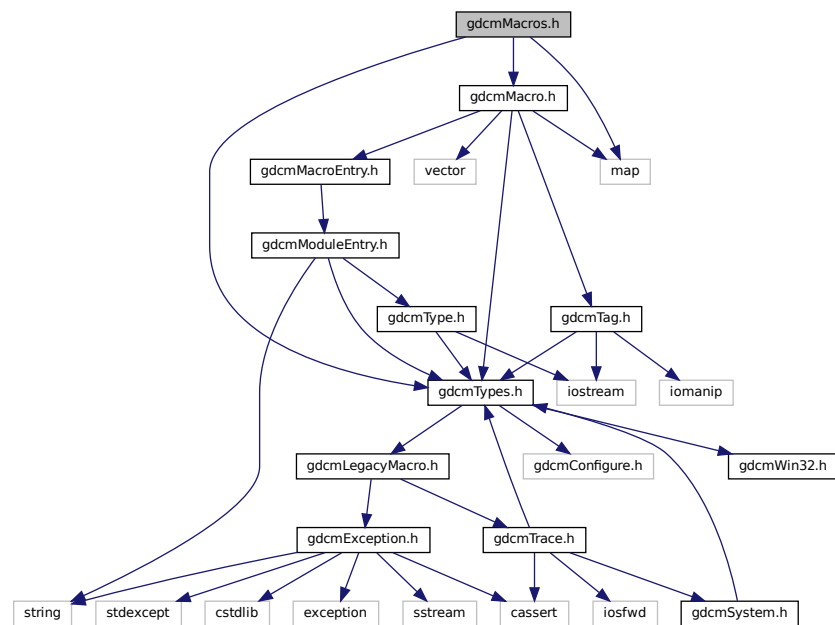 gdcmMacros.h
gdcmMacro.h
gdcmMacroEntry.h
vector
map
gdcmModuleEntry.h
gdcmType.h
gdcmTag.h
gdcmTypes.h
iostream
iomanip
gdcmLegacyMacro.h
gdcmConfigure.h
gdcmWin32.h
gdcmException.h
gdcmTrace.h
string
stdexcept
cstdlib
exception
sstream
cassert
iosfwd
gdcmSystem.h